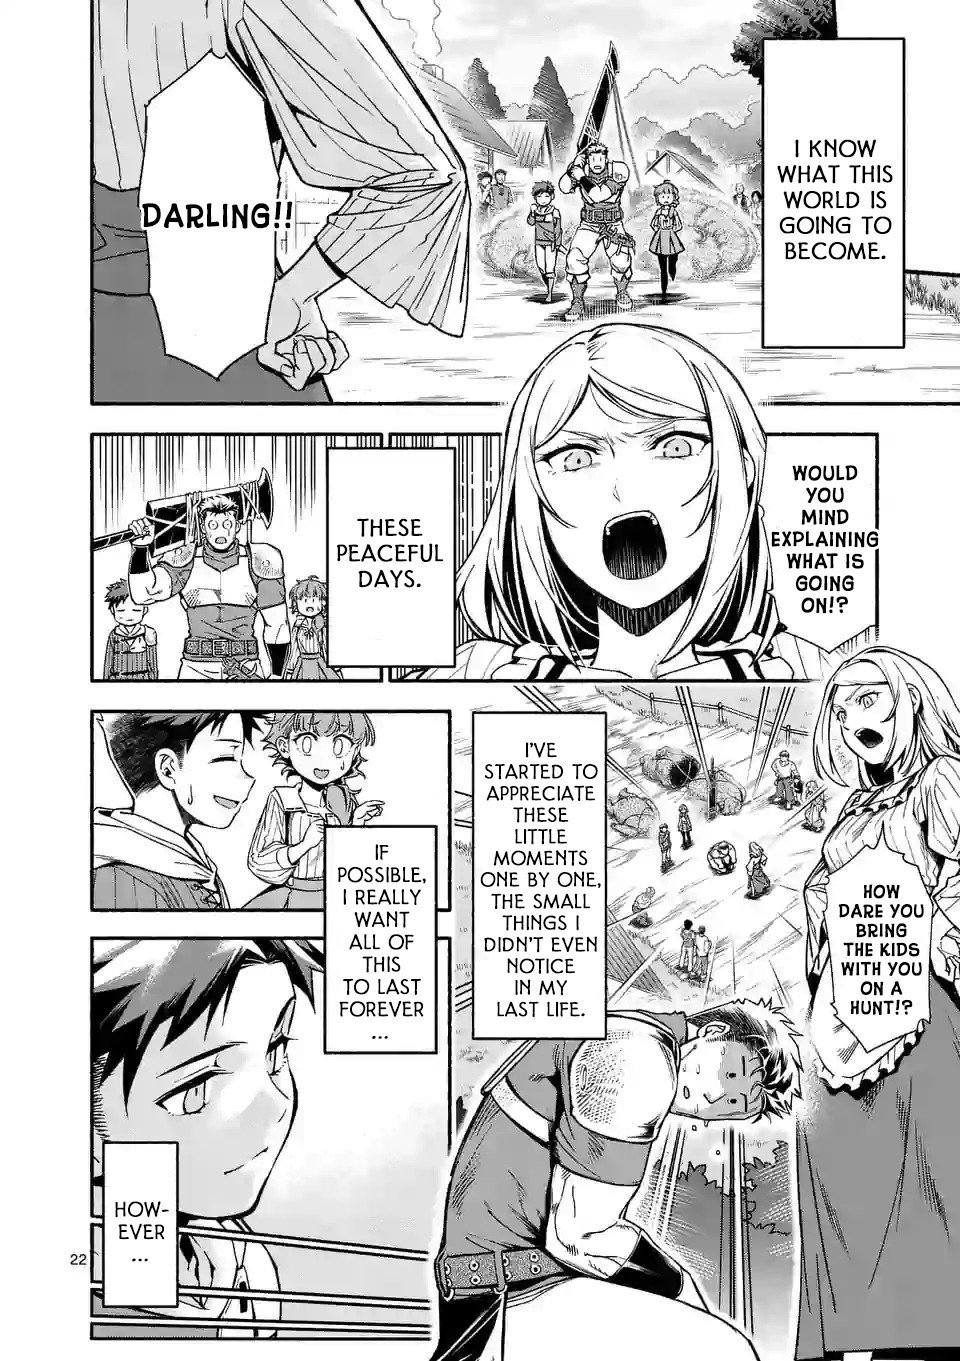 I KNOW
WHAT THIS
WORLD IS
GOING TO
BECOME.
DARLING!!
WOULD
YOU
MIND
EXPLAINING
WHAT IS
GOING
ON!?
THESE
PEACEFUL
DAYS.
HOW
DARE YOU
BRING
THE KIDS
WITH YOU
ON A
HUNT!?
I'VE
STARTED TO
APPRECIATE
THESE
LITTLE
MOMENTS
ONE BY ONE,
THE SMALL
THINGS I
DIDN'T EVEN
NOTICE
IN MY
LAST LIFE.
IF
POSSIBLE,
I REALLY
WANT
ALL OF
THIS
TO LAST
FOREVER
...
HOW-
EVER
...
22